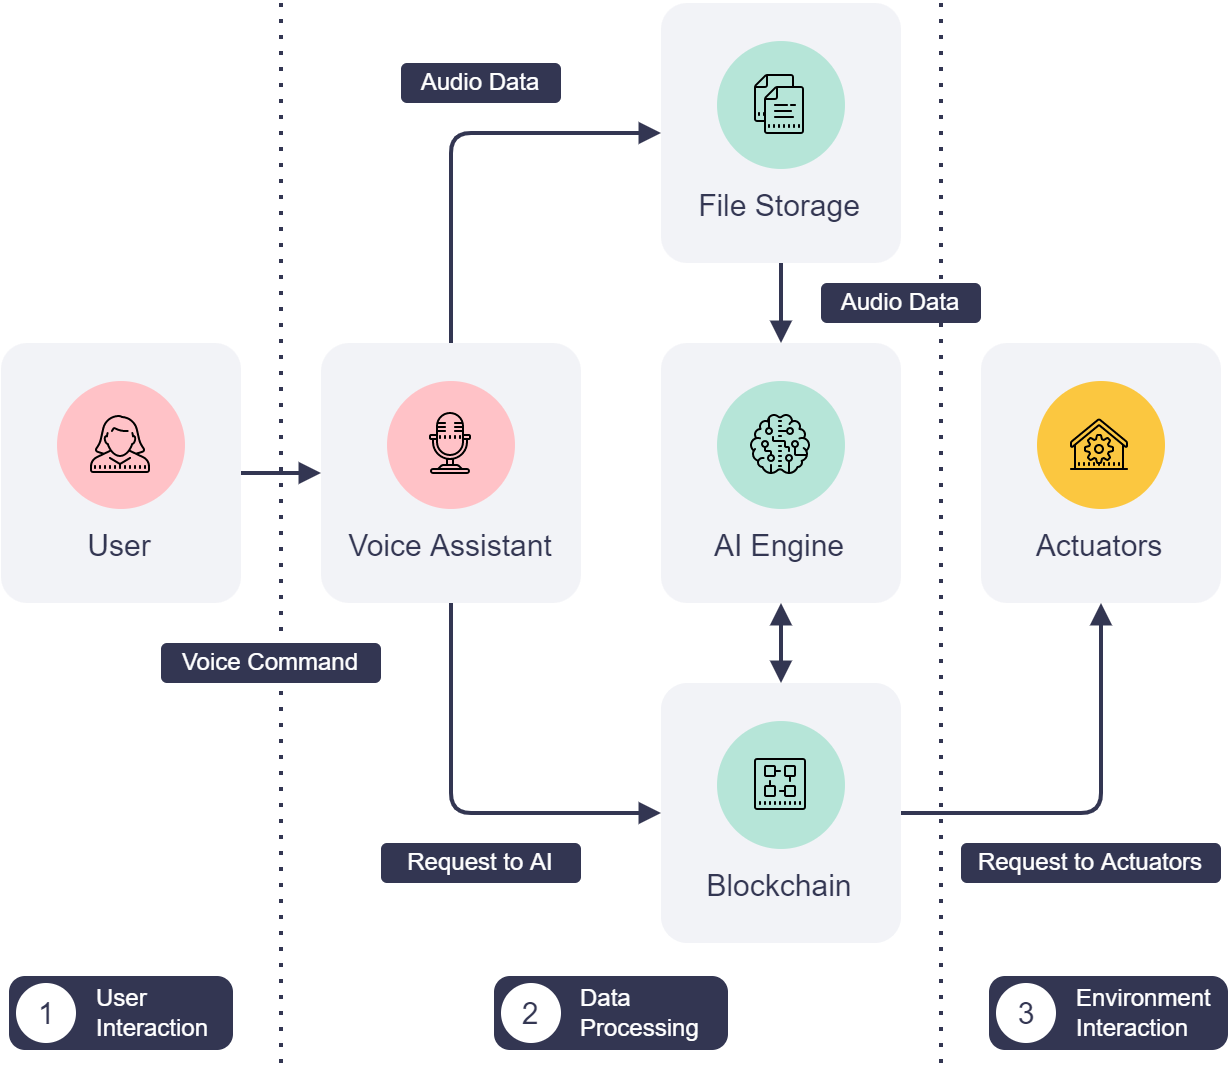 Audio Data
File Storage
Audio Data
User
Voice Assistant
AI Engine
Actuators
Voice Command
Request to AI
Blockchain
Request to Actuators
1
User
Interaction
2
Data
Processing
3
Environment
Interaction